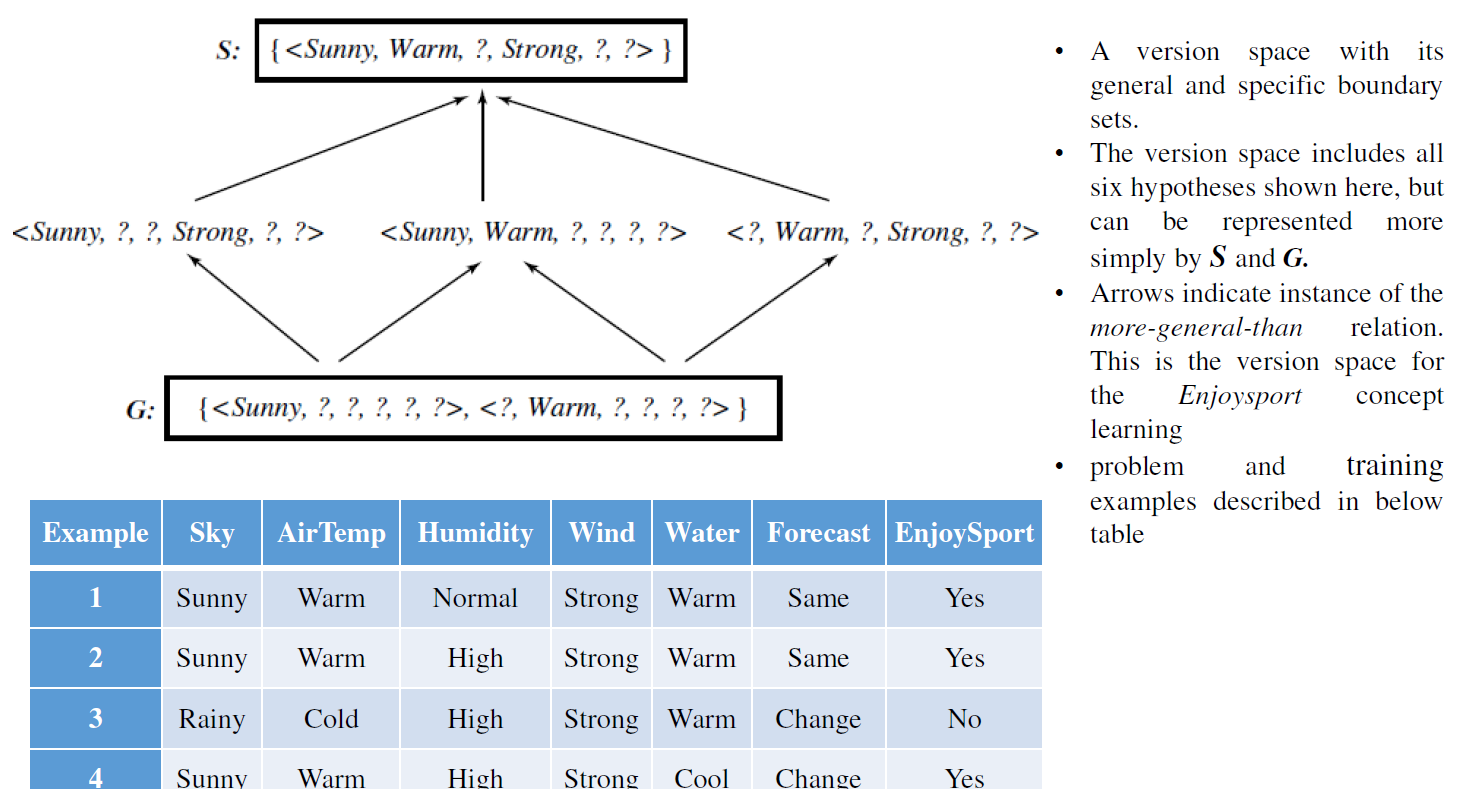 S: {<Sunny, Warm, ?, Strong, ?, ?>}
<Sunny, ?, ?, Strong, ?, ?> <Sunny, Warm, ?, ?, ?, ?> <?, Warm, ?, Strong, ?, ?>
G: {<Sunny, ?, ?, ?, ?, ?>, <?, Warm, ?, ?, ?, ?>}
• A version space with its
general and specific boundary
sets.
• The version space includes all
six hypotheses shown here, but
can be represented more
simply by S and G.
• Arrows indicate instance of the
more-general-than relation.
This is the version space for
the Enjoysport concept
learning
• problem and training
examples described in below
table
Example Sky AirTemp Humidity Wind Water Forecast EnjoySport
1 Sunny Warm Normal Strong Warm Same Yes
2 Sunny Warm High Strong Warm Same Yes
3 Rainy Cold High Strong Warm Change No
4 Sunny Warm High Strong Cool Change Yes